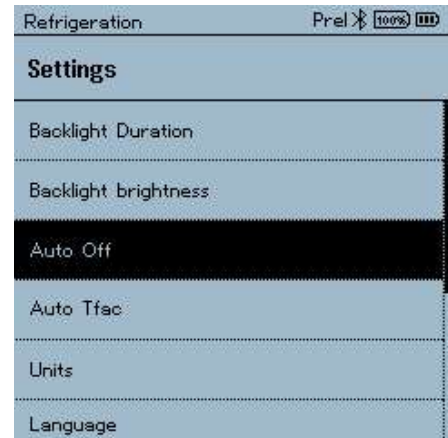 Refrigeration Prel 100%
Settings
Backlight Duration
Backlight brightness
Auto Off
Auto Tfac
Units
Language